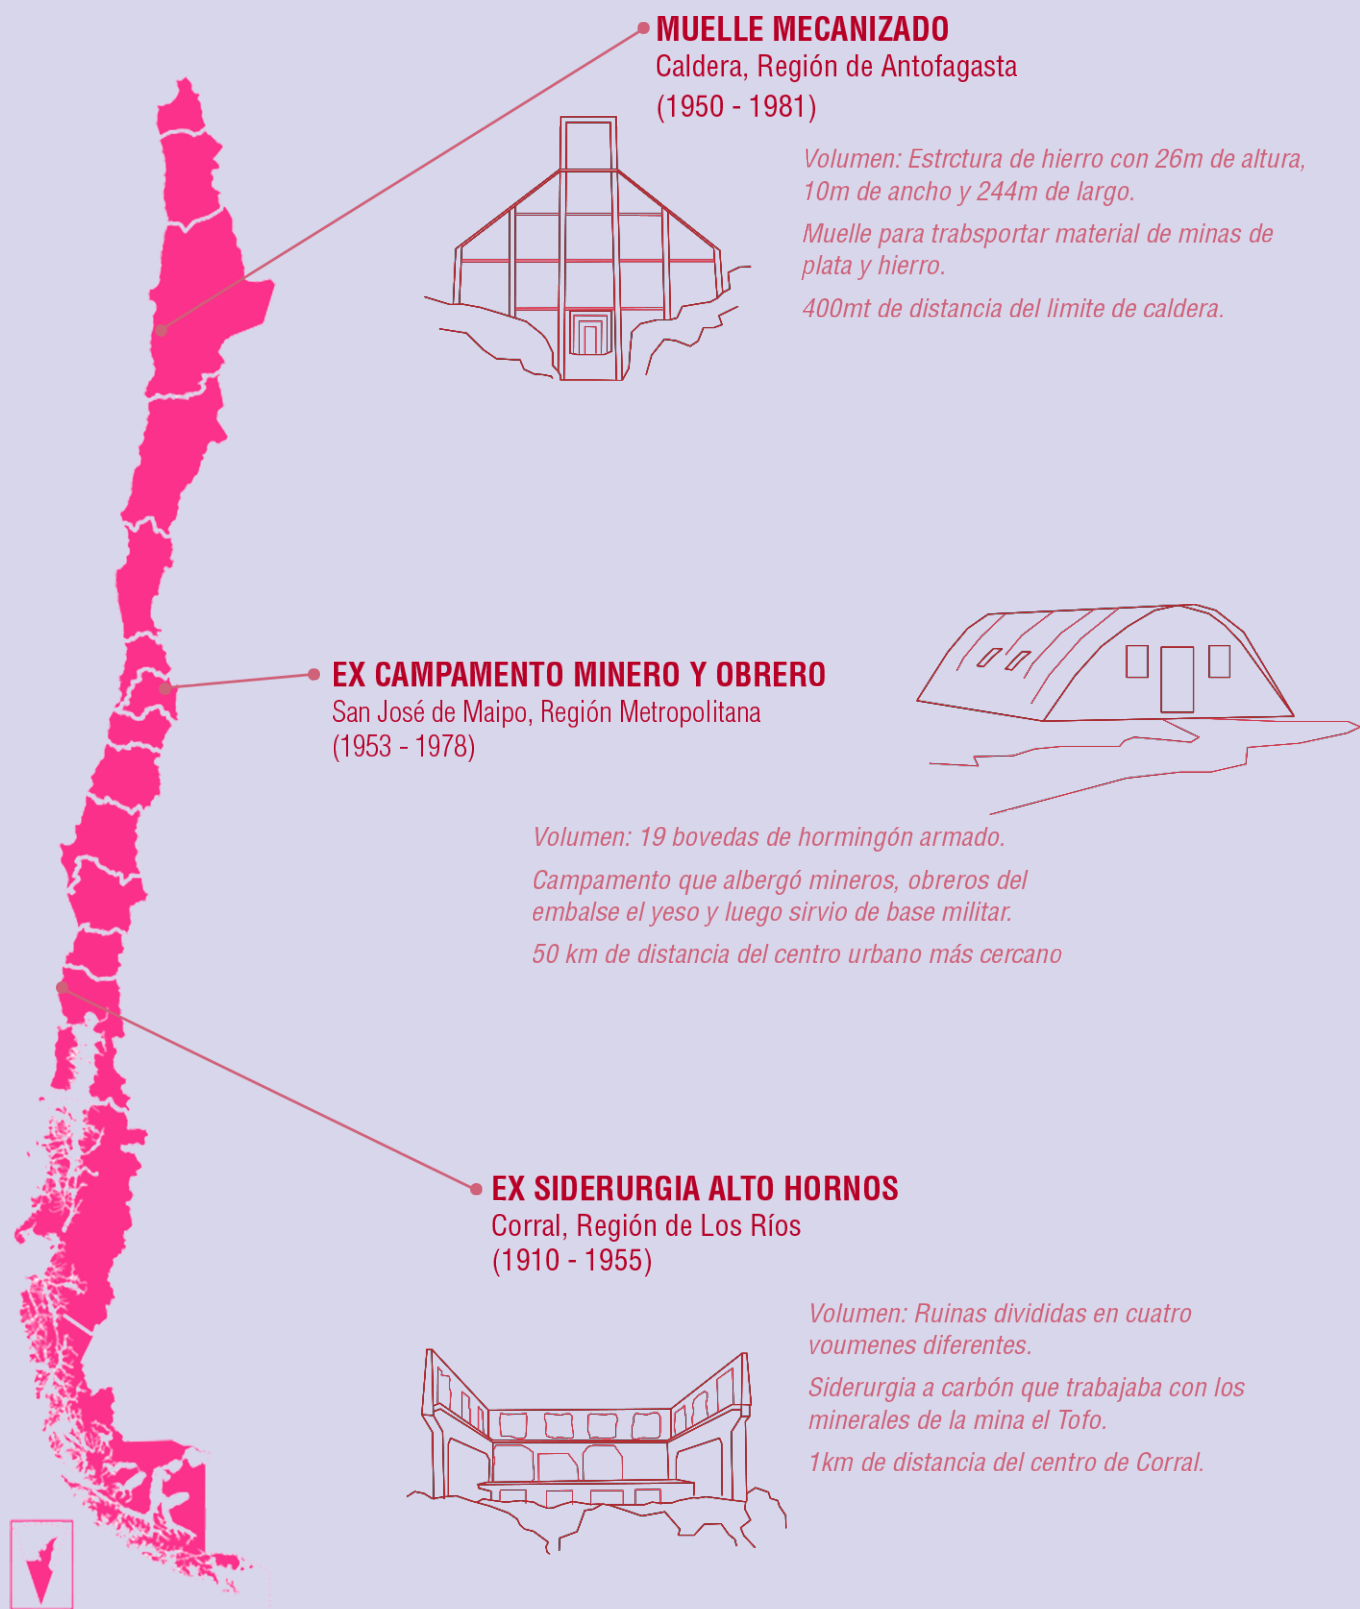 MUELLE MECANIZADO
Caldera, Región de Antofagasta
(1950 - 1981)
Volumen: Estrctura de hierro con 26m de altura,
10m de ancho y 244m de largo.
Muelle para trabsportar material de minas de
plata y hierro.
400mt de distancia del limite de caldera.
EX CAMPAMENTO MINERO Y OBRERO
San José de Maipo, Región Metropolitana
(1953 - 1978)
Volumen: 19 bovedas de hormingón armado.
Campamento que albergó mineros, obreros del
embalse el yeso y luego sirvio de base militar.
50 km de distancia del centro urbano más cercano
EX SIDERURGIA ALTO HORNOS
Corral, Región de Los Ríos
(1910 - 1955)
Volumen: Ruinas divididas en cuatro
voumenes diferentes.
Siderurgia a carbón que trabajaba con los
minerales de la mina el Tofo.
1km de distancia del centro de Corral.